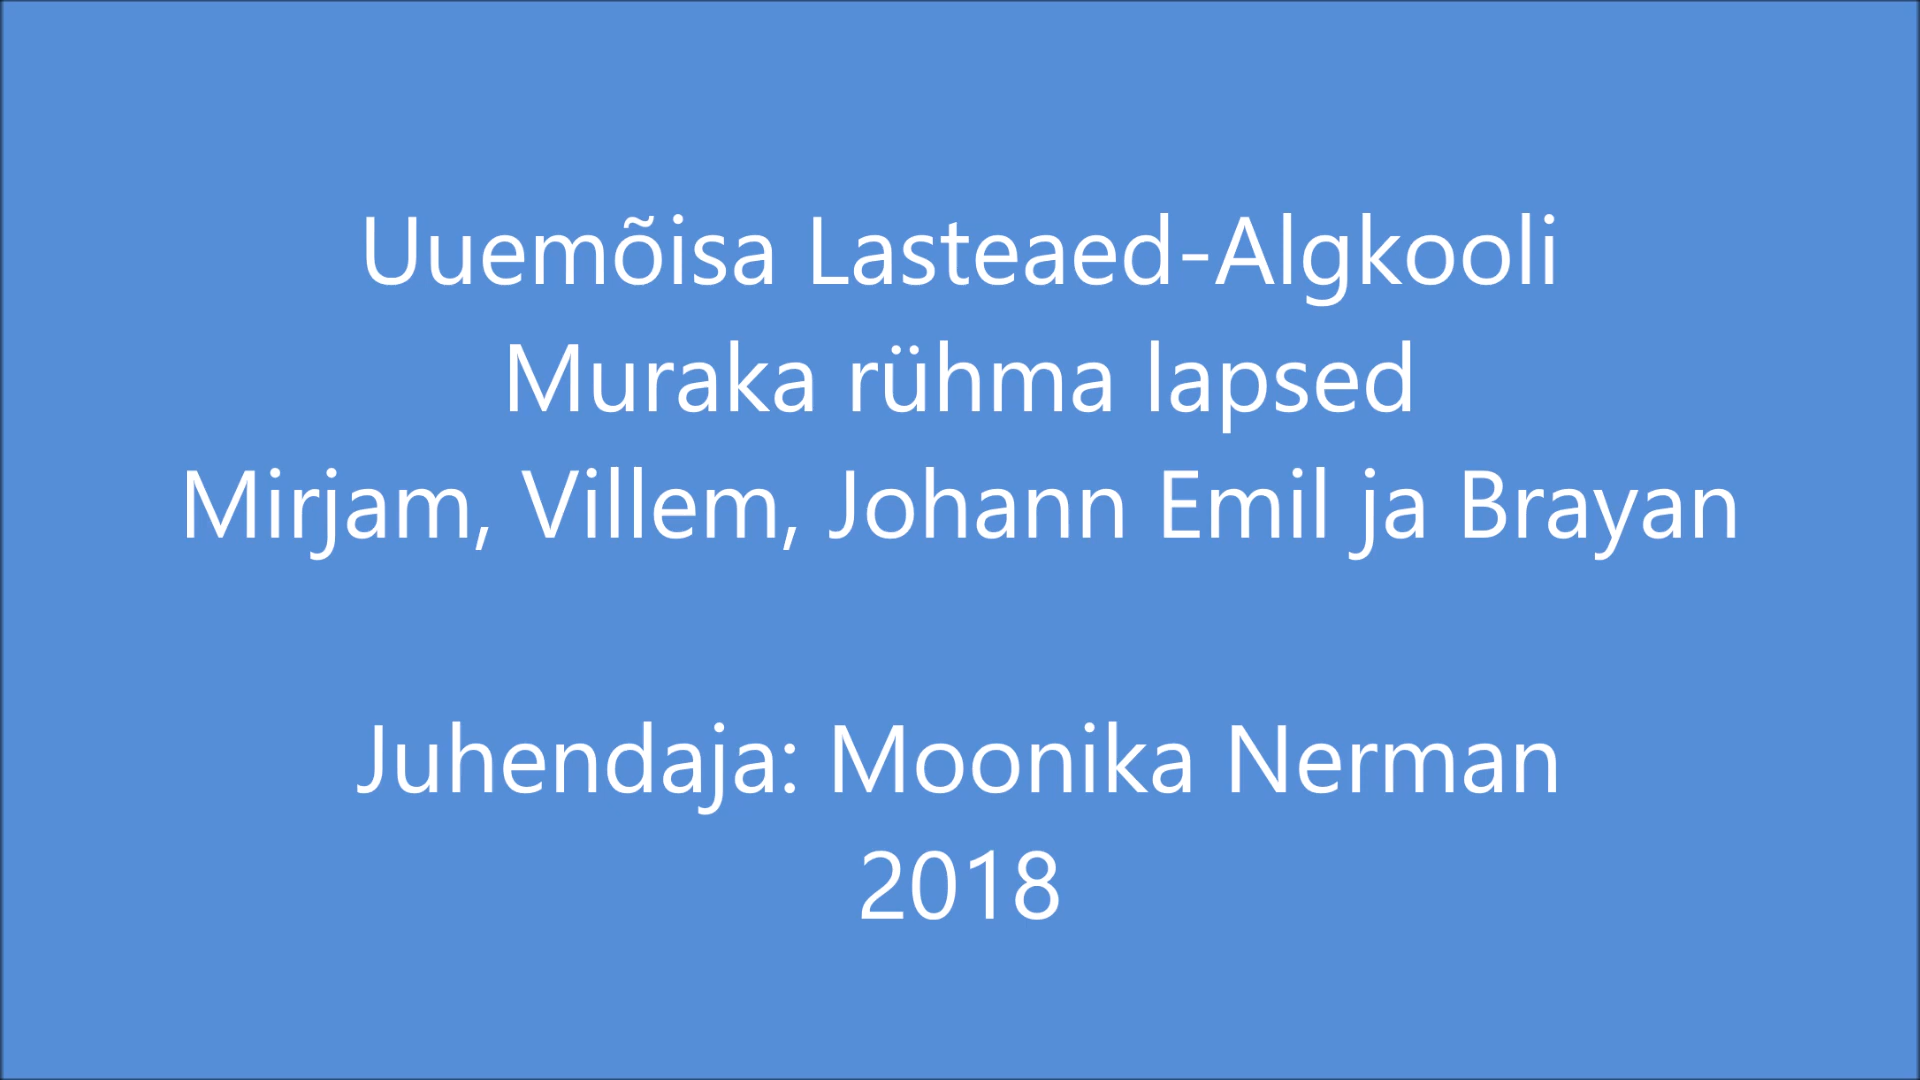 Uuemõisa Lasteaed-Algkooli
Muraka rühma lapsed
Mirjam, Villem, Johann Emil ja Brayan
Juhendaja: Moonika Nerman
2018